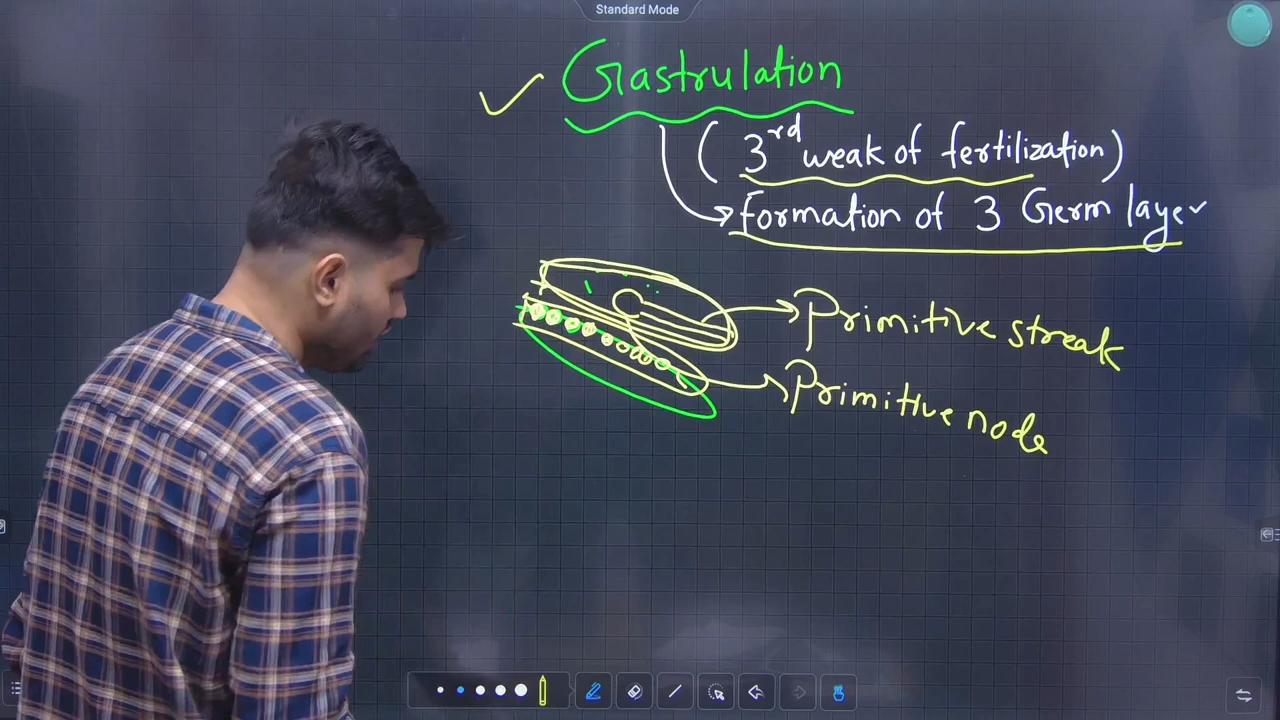 Standard Mode
Gastrulation
( 3rd weak of fertilization)
Formation of 3 Germ layer
Primitive streak
Primitive node